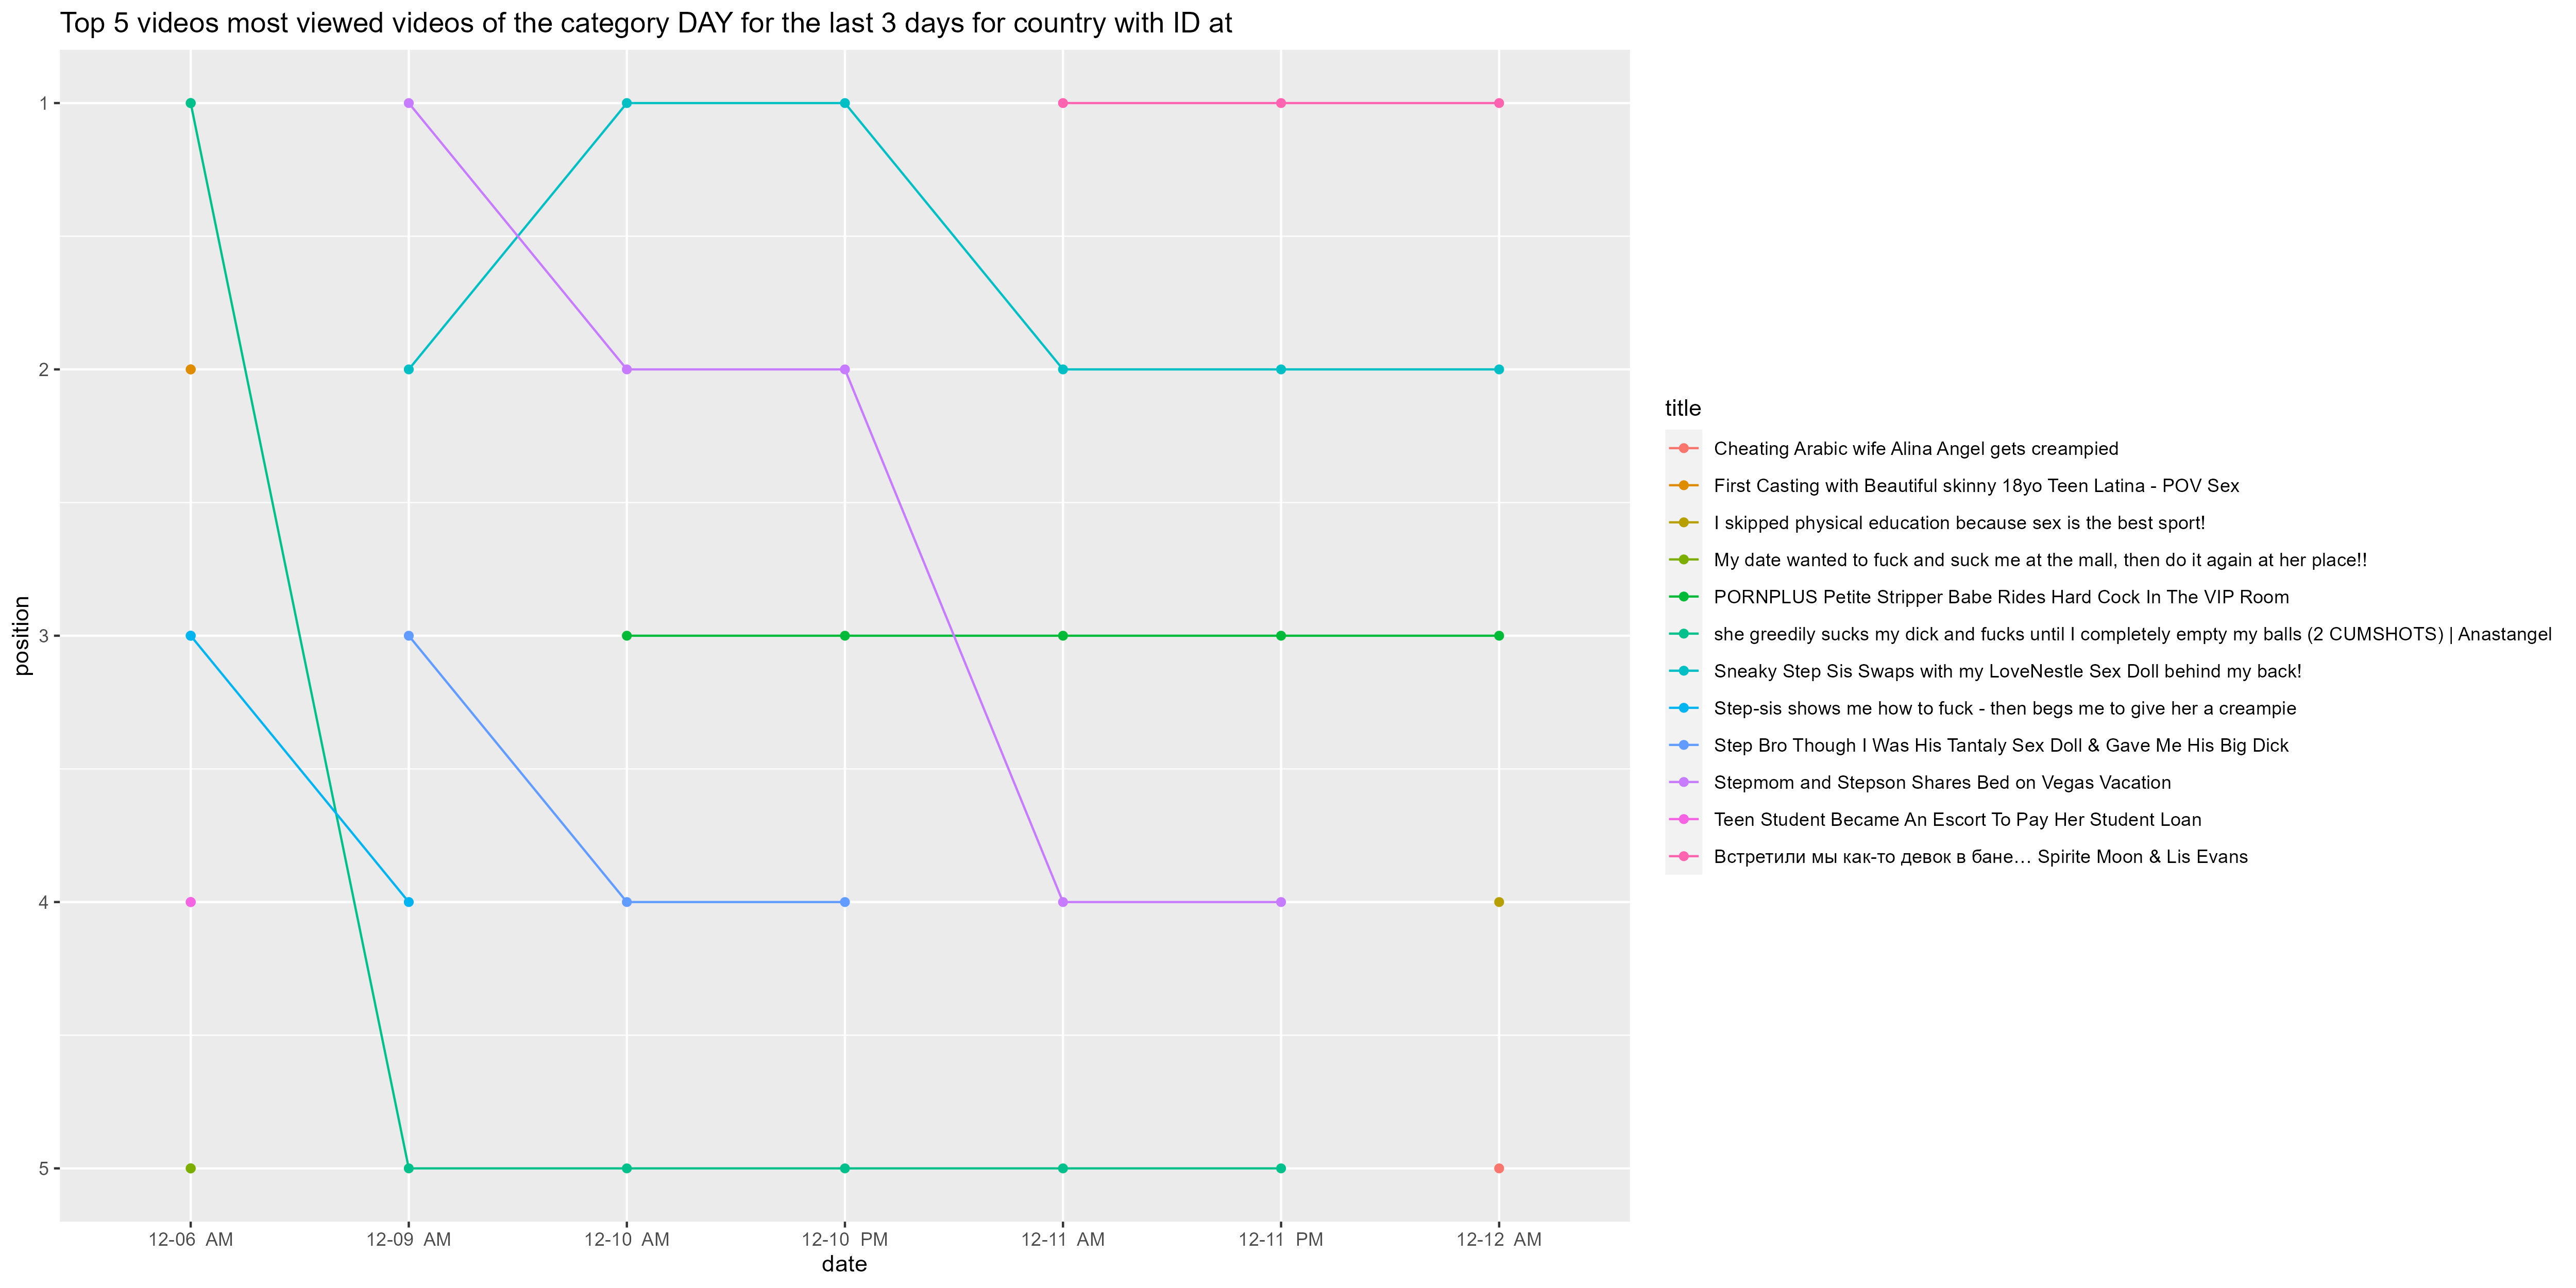 Top 5 videos most viewed videos of the category DAY for the last 3 days for country with ID at
position
1
2
3
4
5
12-06 AM
12-09 AM
12-10 AM
12-10 PM
12-11 AM
12-11 PM
12-12 AM
date
title
Cheating Arabic wife Alina Angel gets creampied
First Casting with Beautiful skinny 18yo Teen Latina - POV Sex
I skipped physical education because sex is the best sport!
My date wanted to fuck and suck me at the mall, then do it again at her place!!
PORNPLUS Petite Stripper Babe Rides Hard Cock In The VIP Room
she greedily sucks my dick and fucks until I completely empty my balls (2 CUMSHOTS) | Anastangel
Sneaky Step Sis Swaps with my LoveNestle Sex Doll behind my back!
Step-sis shows me how to fuck - then begs me to give her a creampie
Step Bro Though I Was His Tantaly Sex Doll & Gave Me His Big Dick
Stepmom and Stepson Shares Bed on Vegas Vacation
Teen Student Became An Escort To Pay Her Student Loan
Встретили мы как-то девок в бане… Spirite Moon & Lis Evans